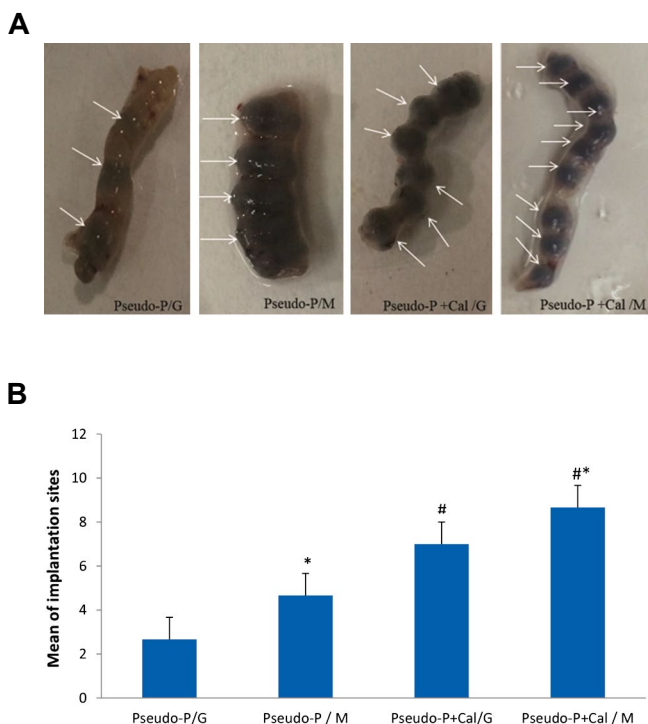 A
Pseudo-P/G
Pseudo-P/M
Pseudo-P +Cal /G
Pseudo-P +Cal /M
B
Mean of implantation sites
12
10
8
6
4
2
0
*
#
#*
Pseudo-P/G
Pseudo-P / M
Pseudo-P+Cal/G
Pseudo-P+Cal / M